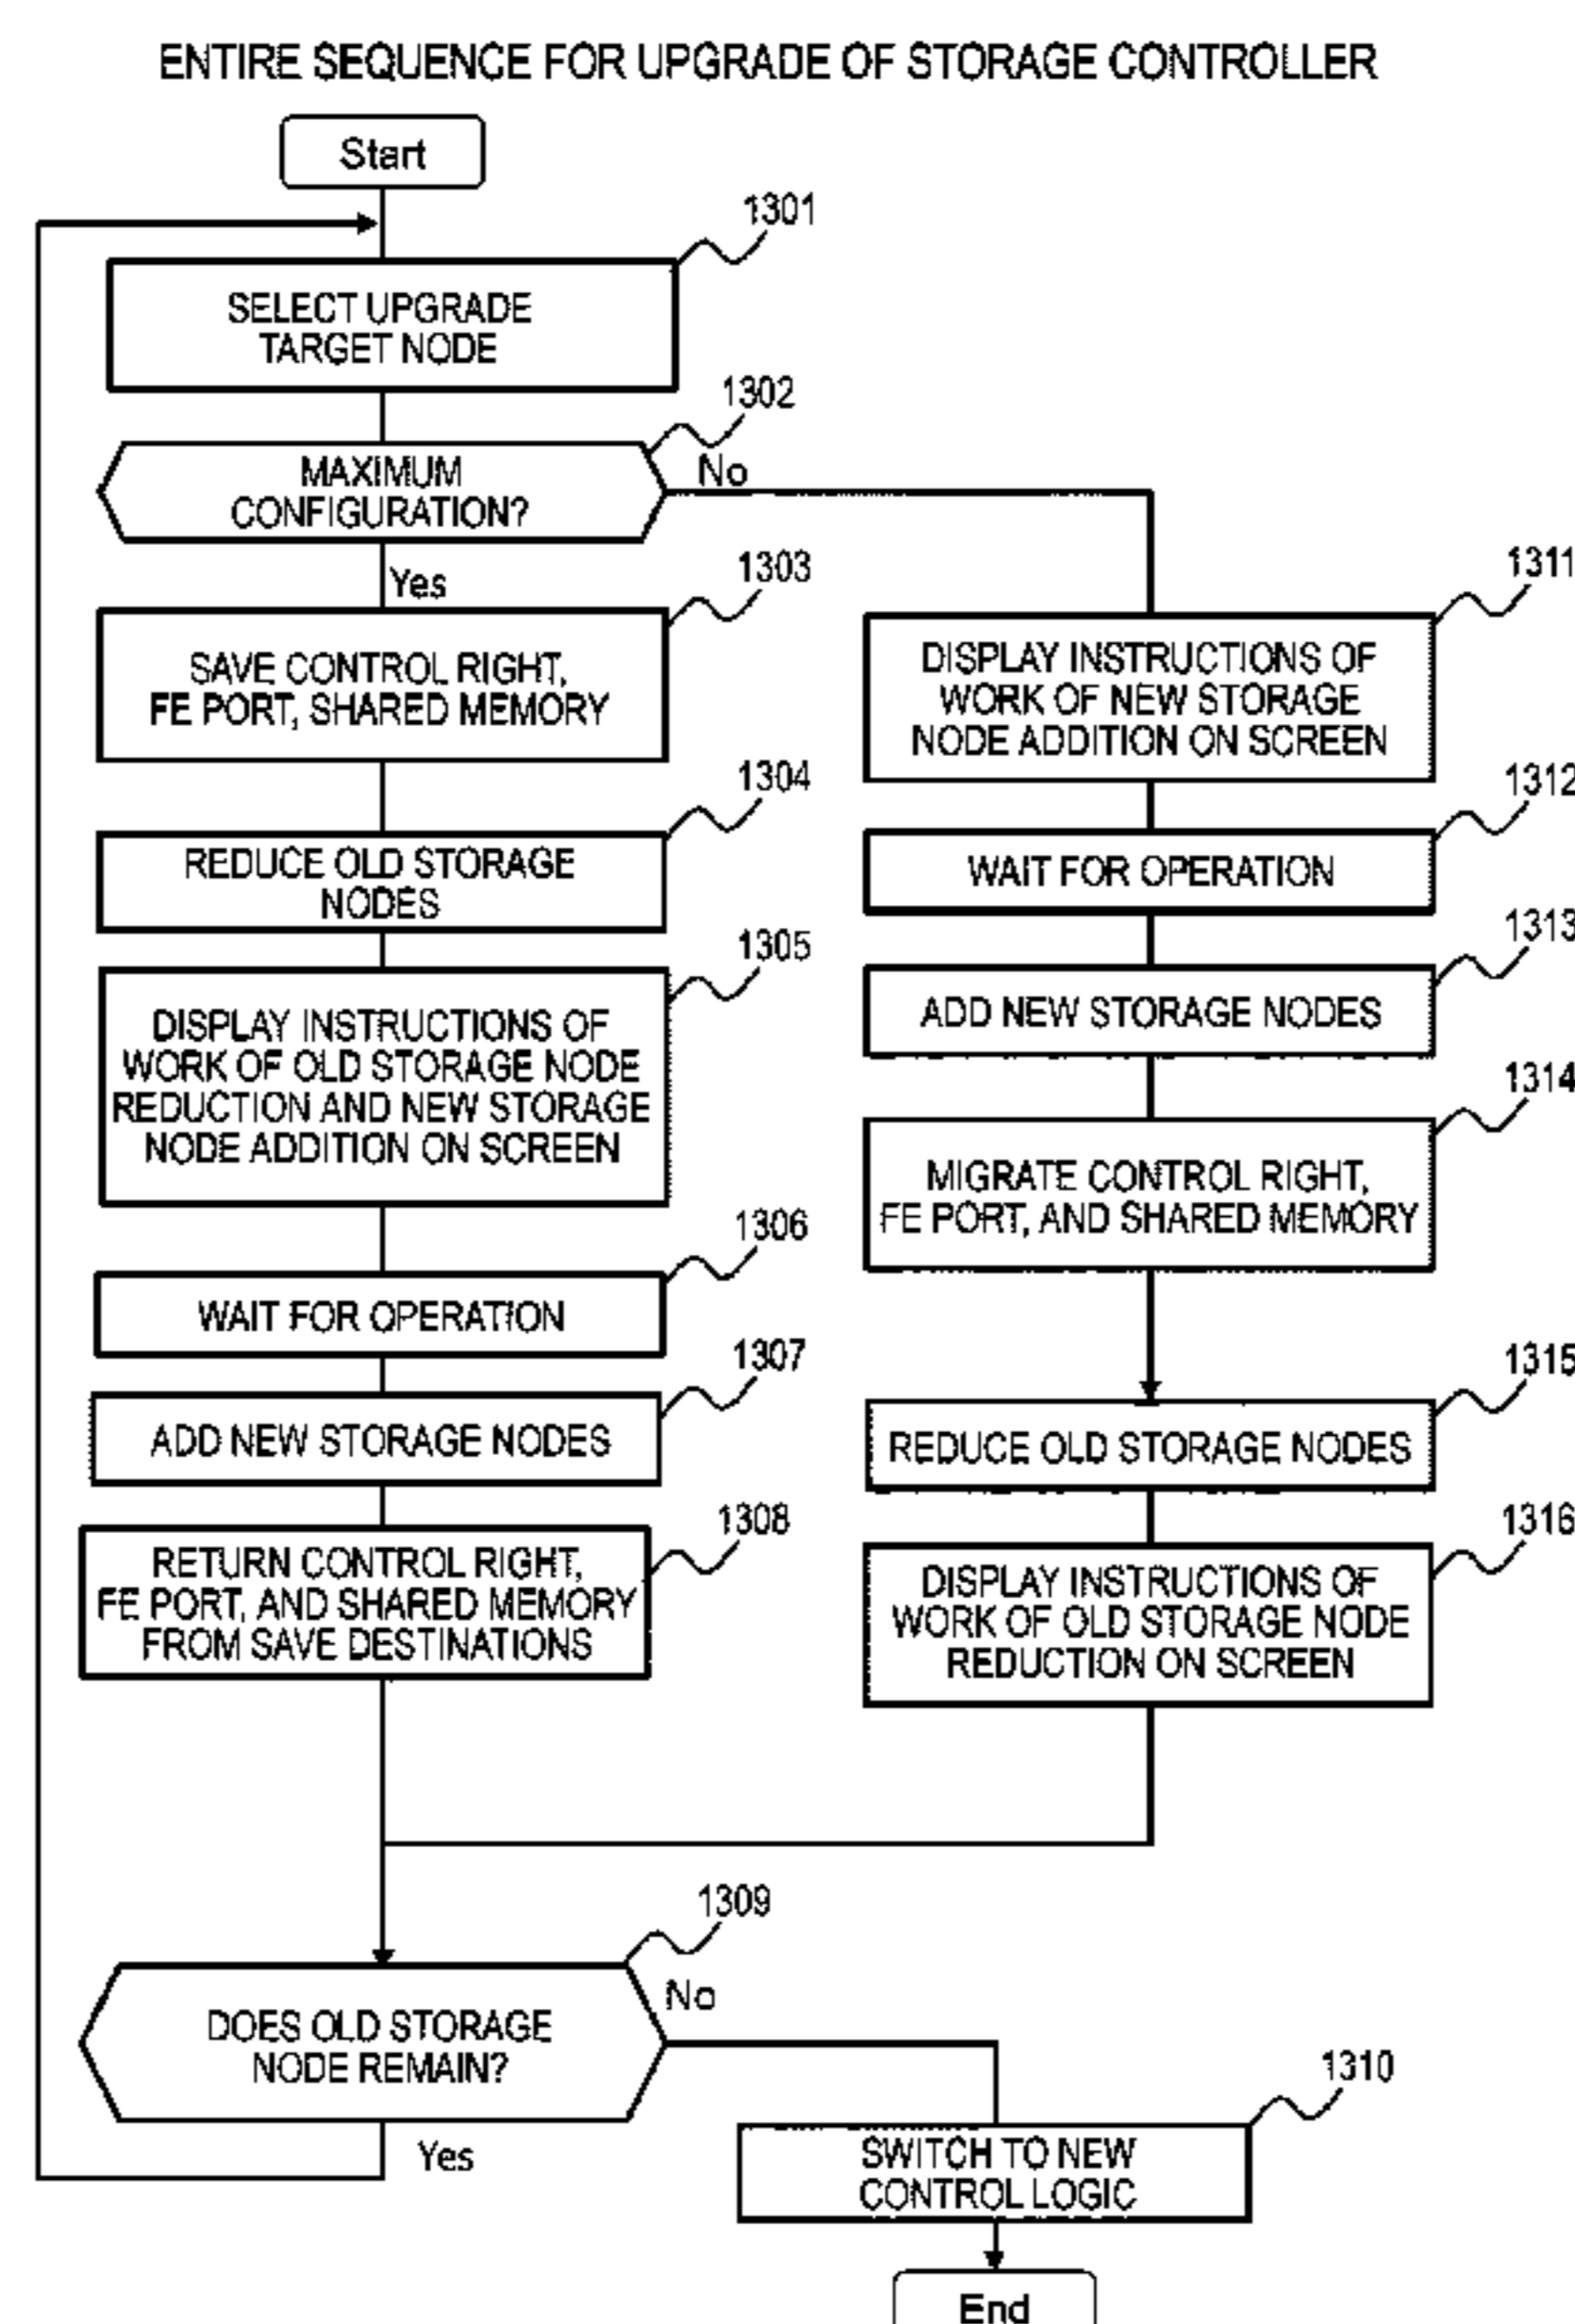 ENTIRE SEQUENCE FOR UPGRADE OF STORAGE CONTROLLER
Start
1301
SELECT UPGRADE
TARGET NODE
1302
MAXIMUM
CONFIGURATION?
No
Yes
1303
SAVE CONTROL RIGHT,
FE PORT, SHARED MEMORY
1304
REDUCE OLD STORAGE
NODES
1305
DISPLAY INSTRUCTIONS OF
WORK OF OLD STORAGE NODE
REDUCTION AND NEW STORAGE
NODE ADDITION ON SCREEN
1306
WAIT FOR OPERATION
1307
ADD NEW STORAGE NODES
1308
RETURN CONTROL RIGHT,
FE PORT, AND SHARED MEMORY
FROM SAVE DESTINATIONS
1311
DISPLAY INSTRUCTIONS OF
WORK OF NEW STORAGE
NODE ADDITION ON SCREEN
1312
WAIT FOR OPERATION
1313
ADD NEW STORAGE NODES
1314
MIGRATE CONTROL RIGHT,
FE PORT, AND SHARED MEMORY
1315
REDUCE OLD STORAGE NODES
1316
DISPLAY INSTRUCTIONS OF
WORK OF OLD STORAGE NODE
REDUCTION ON SCREEN
1309
DOES OLD STORAGE
NODE REMAIN?
No
Yes
1310
SWITCH TO NEW
CONTROL LOGIC
End